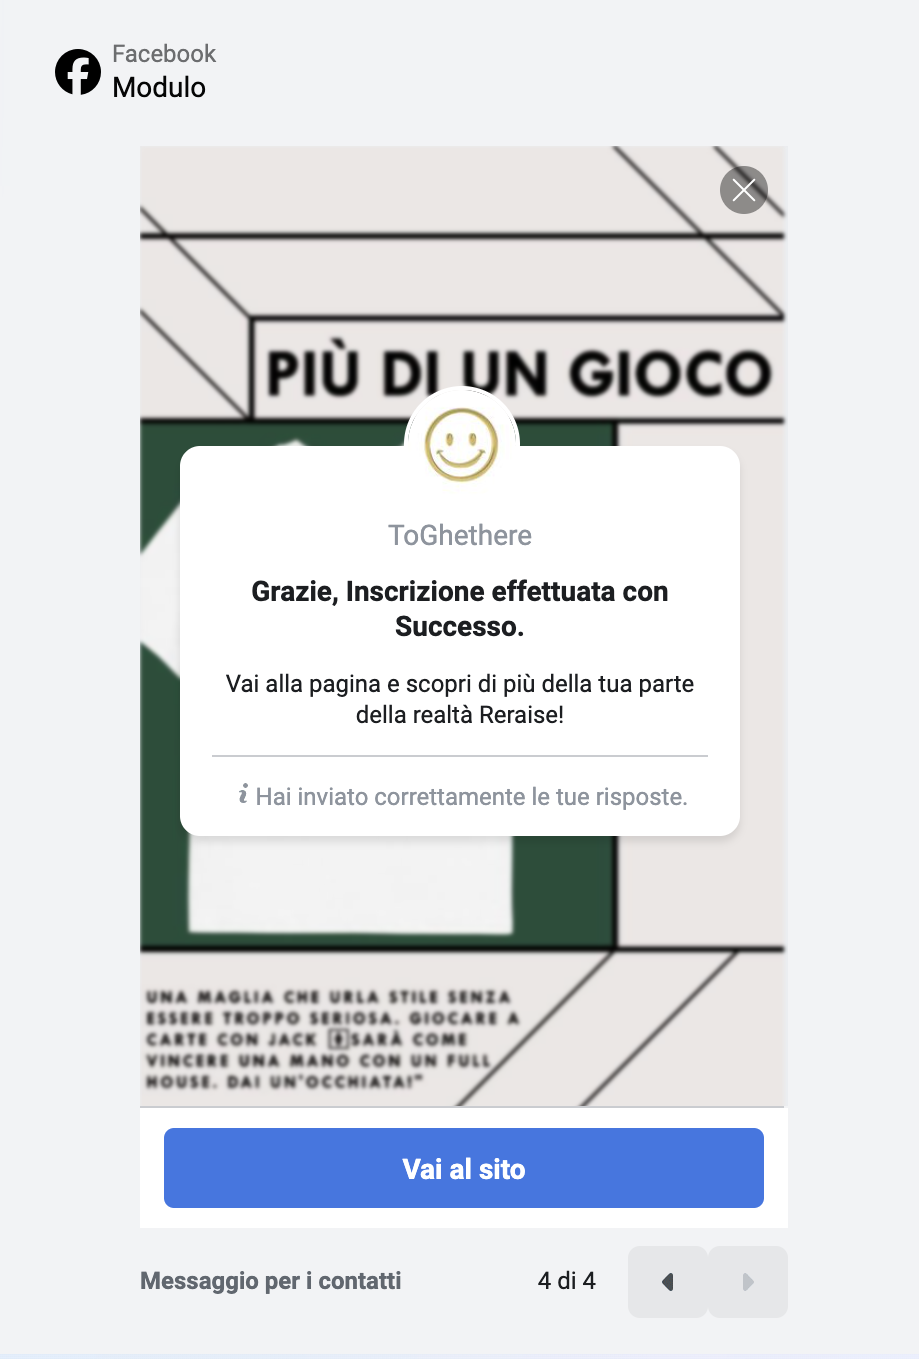 Facebook
Modulo
PIÙ DI UN GIOCO
ToGhethere
Grazie, Inscrizione effettuata con
Successo.
Vai alla pagina e scopri di più della tua parte
della realtà Reraise!
Hai inviato correttamente le tue risposte.
UNA MAGLIA CHE URLA STILE SENZA
ESSERE TROPPO SERIOSA. GIOCARE A
CARTE CON JACK SARÀ COME
VINCERE UNA MANO CON UN FULL
HOUSE. DAI UN'OCCHIATA!"
Vai al sito
Messaggio per i contatti
4 di 4